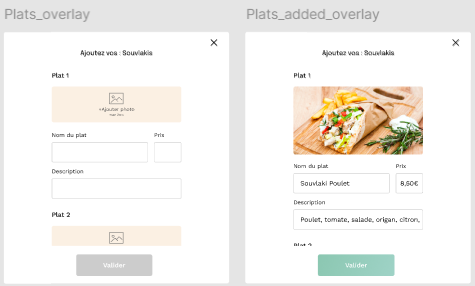 Plats_overlay
Ajoutez vos : Souvlakis
Plat 1
+Ajouter photo
Nom du plat
Prix
Description
Plat 2
Valider
Plats_added_overlay
Ajoutez vos : Souvlakis
Plat 1
Nom du plat
Prix
Souvlaki Poulet
8,50€
Description
Poulet, tomate, salade, origan, citron,
Plat 2
Valider